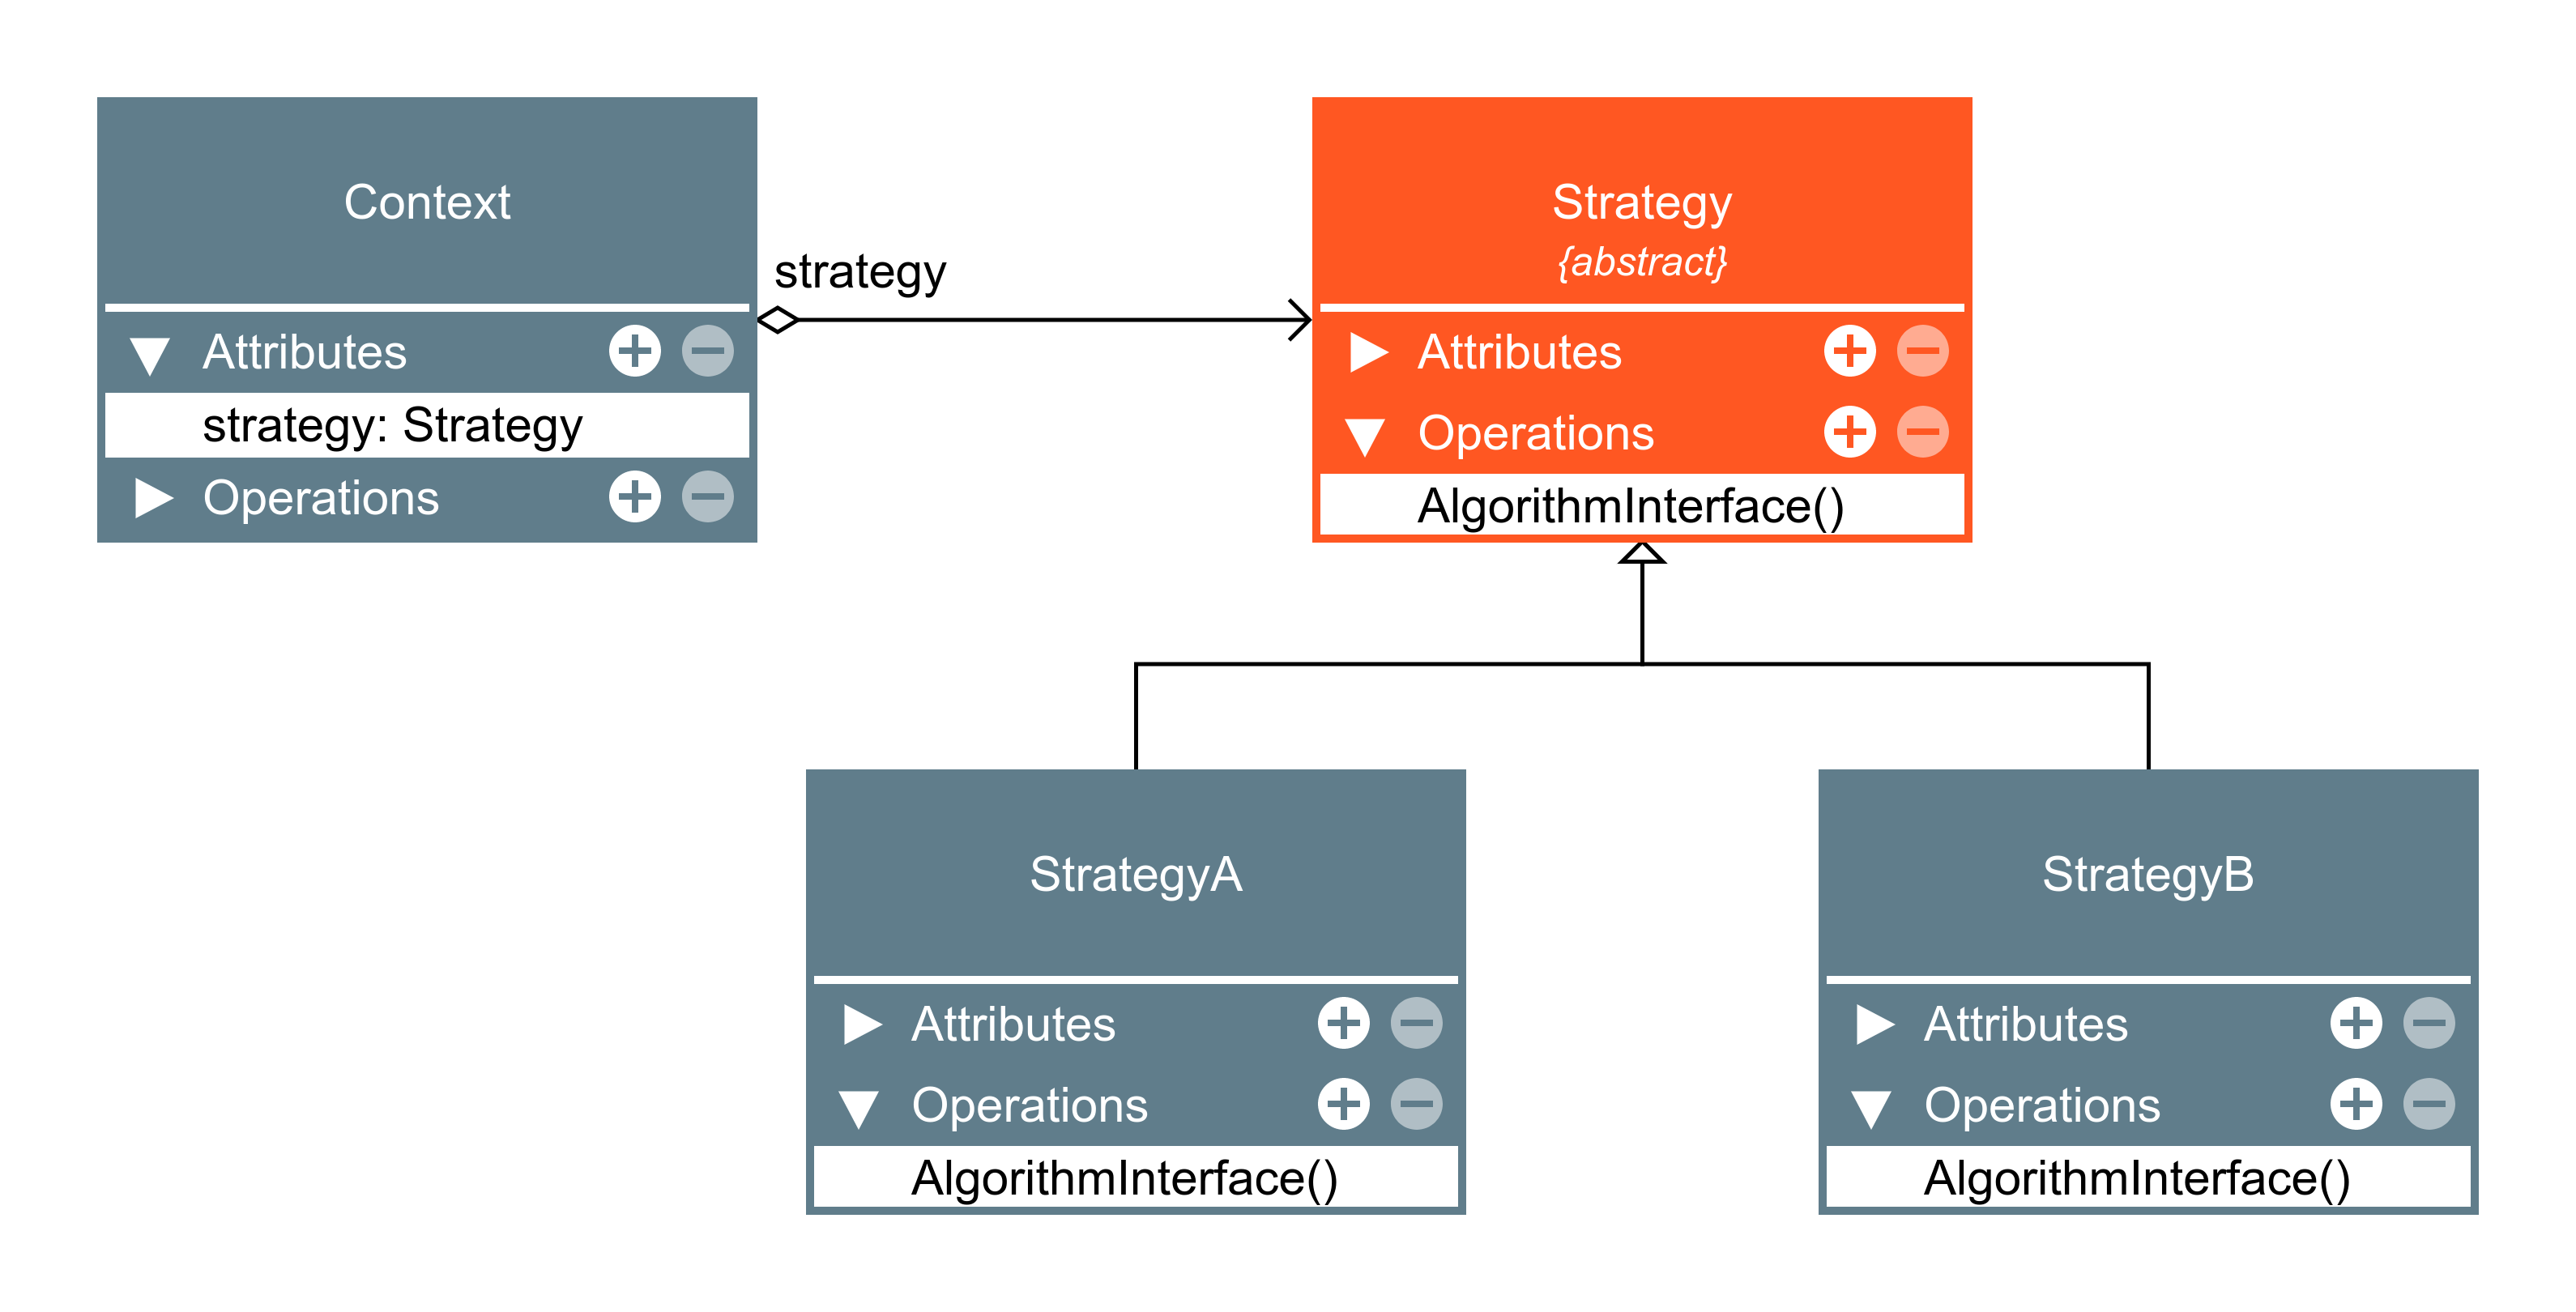 Context
strategy
Attributes
strategy: Strategy
Operations
Strategy
{abstract}
Attributes
Operations
AlgorithmInterface()
StrategyA
Attributes
Operations
AlgorithmInterface()
StrategyB
Attributes
Operations
AlgorithmInterface()